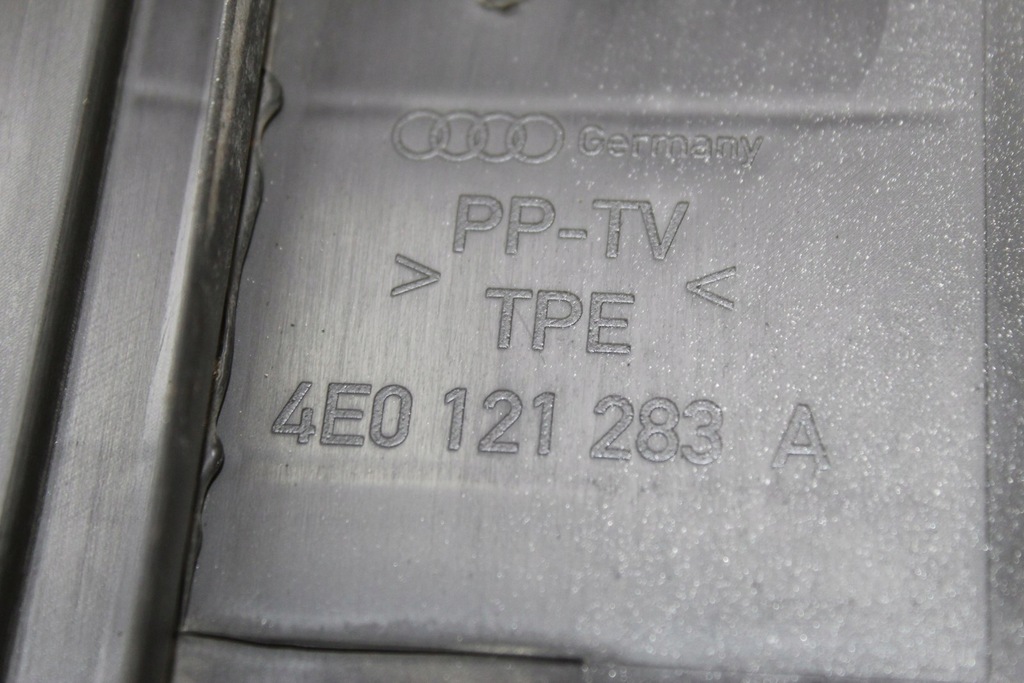 Germany
PP-TV
> <
TPE
4E0 121 283 A